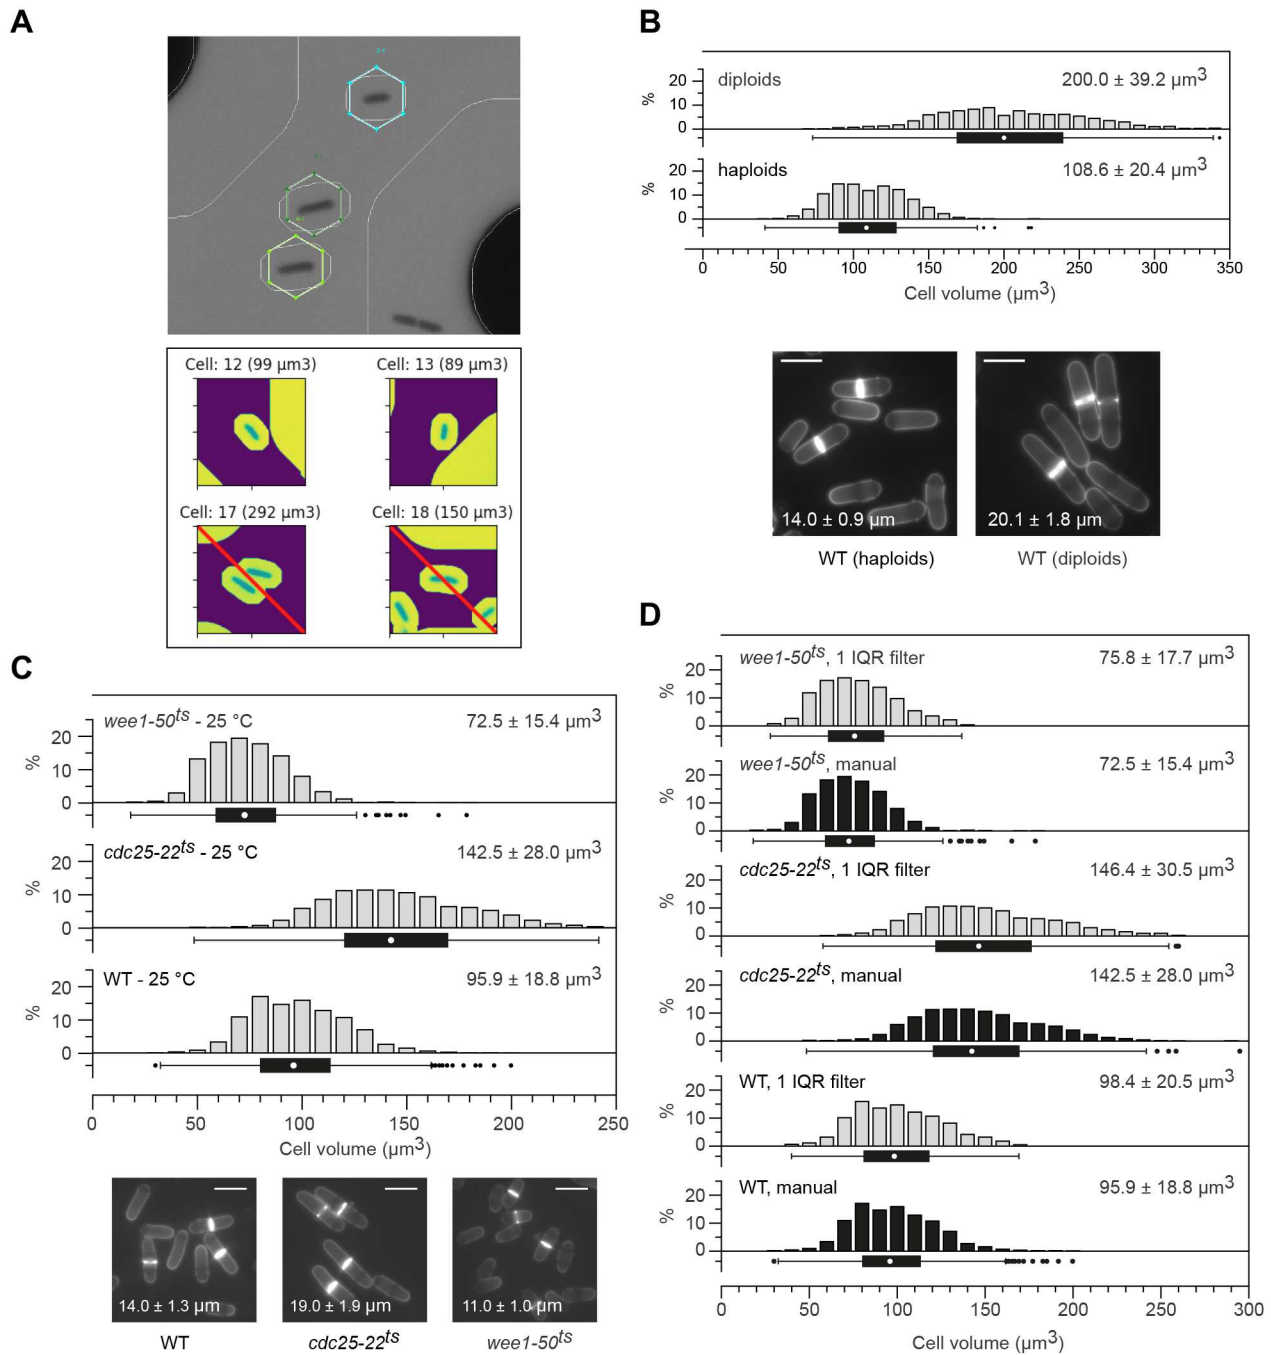 A
Cell: 12 (99 µm3)
Cell: 13 (89 µm3)
Cell: 17 (292 µm3)
Cell: 18 (150 µm3)
B
diploids
200.0 ± 39.2 µm3
%
20
10
0
haploids
108.6 ± 20.4 µm3
%
20
10
0
0 50 100 150 200 250 300 350
Cell volume (µm3)
14.0 ± 0.9 µm
20.1 ± 1.8 µm
WT (haploids)
WT (diploids)
C
wee1-50ts - 25 °C
72.5 ± 15.4 µm3
%
20
10
0
cdc25-22ts - 25 °C
142.5 ± 28.0 µm3
%
20
10
0
WT - 25 °C
95.9 ± 18.8 µm3
%
20
10
0
0 50 100 150 200 250
Cell volume (µm3)
14.0 ± 1.3 µm
19.0 ± 1.9 µm
11.0 ± 1.0 µm
WT
cdc25-22ts
wee1-50ts
D
wee1-50ts, 1 IQR filter
75.8 ± 17.7 µm3
%
20
10
0
wee1-50ts, manual
72.5 ± 15.4 µm3
%
20
10
0
cdc25-22ts, 1 IQR filter
146.4 ± 30.5 µm3
%
20
10
0
cdc25-22ts, manual
142.5 ± 28.0 µm3
%
20
10
0
WT, 1 IQR filter
98.4 ± 20.5 µm3
%
20
10
0
WT, manual
95.9 ± 18.8 µm3
%
20
10
0
0 50 100 150 200 250 300
Cell volume (µm3)